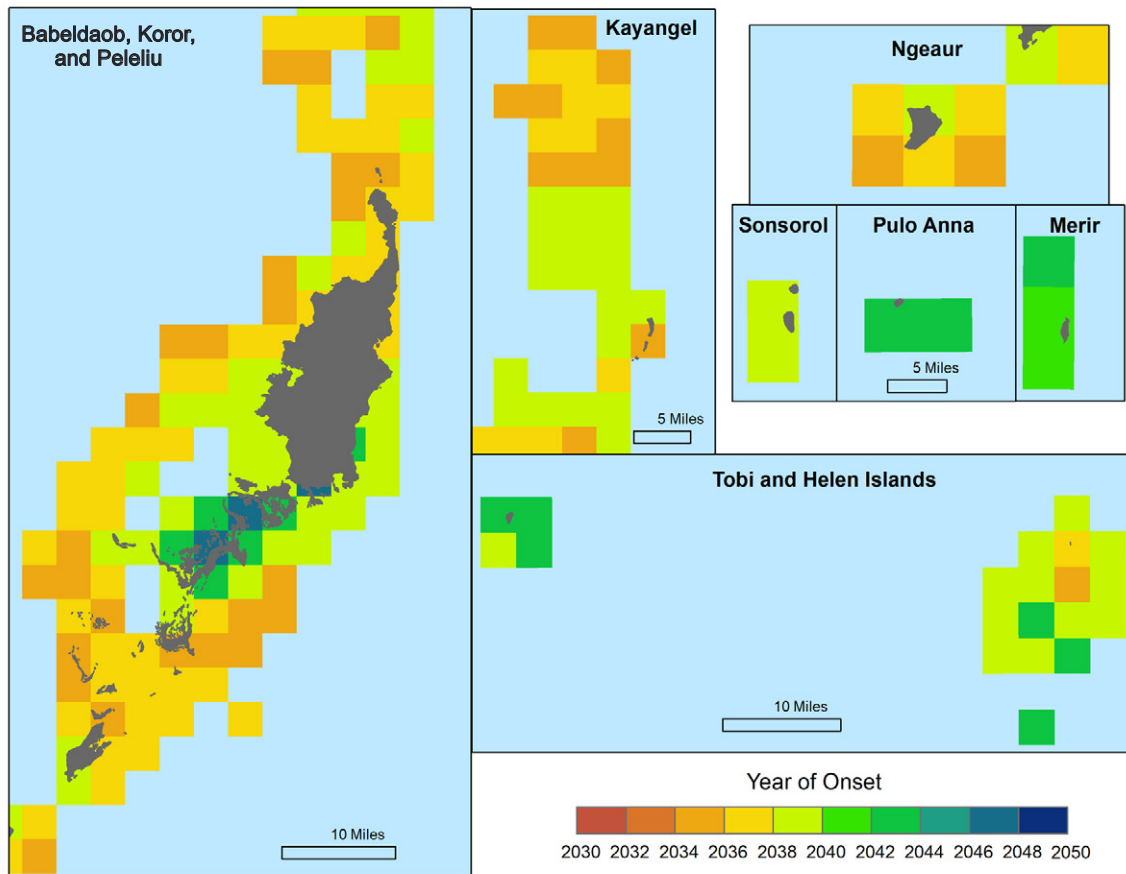 Babeldaob, Koror,
and Peleliu
10 Miles
Kayangel
5 Miles
Ngeaur
Sonsorol
Pulo Anna
5 Miles
Merir
Tobi and Helen Islands
10 Miles
Year of Onset
2030 2032 2034 2036 2038 2040 2042 2044 2046 2048 2050